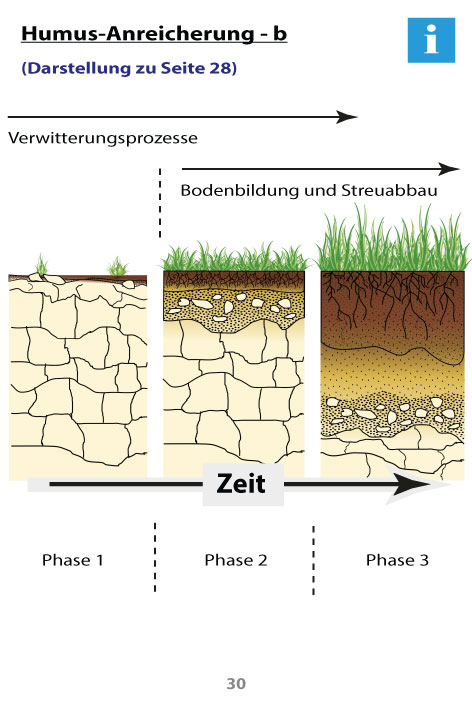 Humus-Anreicherung - b
i
(Darstellung zu Seite 28)
Verwitterungsprozesse
Bodenbildung und Streuabbau
Zeit
Phase 1
Phase 2
Phase 3
30